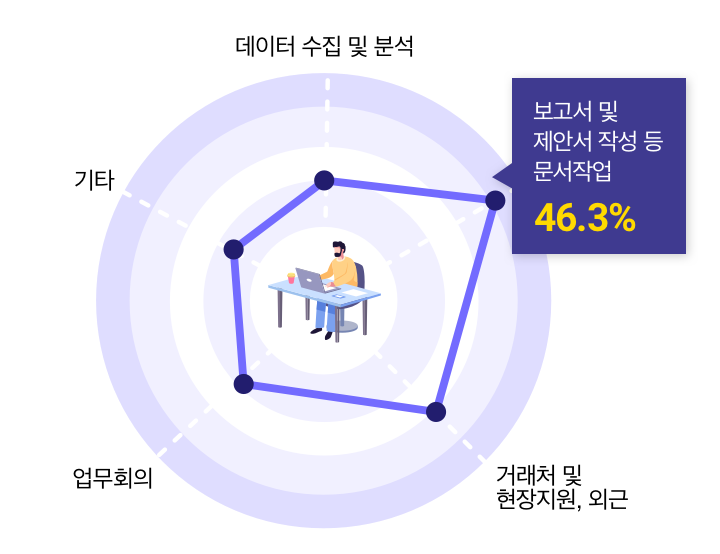 데이터 수집 및 분석
보고서 및
제안서 작성 등
문서작업
46.3%
기타
업무회의
거래처 및
현장지원, 외근